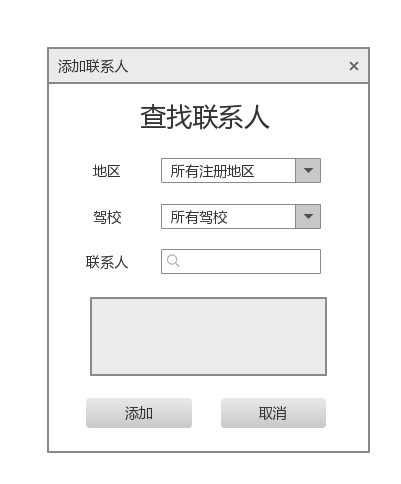 添加联系人
查找联系人
地区 所有注册地区
驾校 所有驾校
联系人
添加 取消